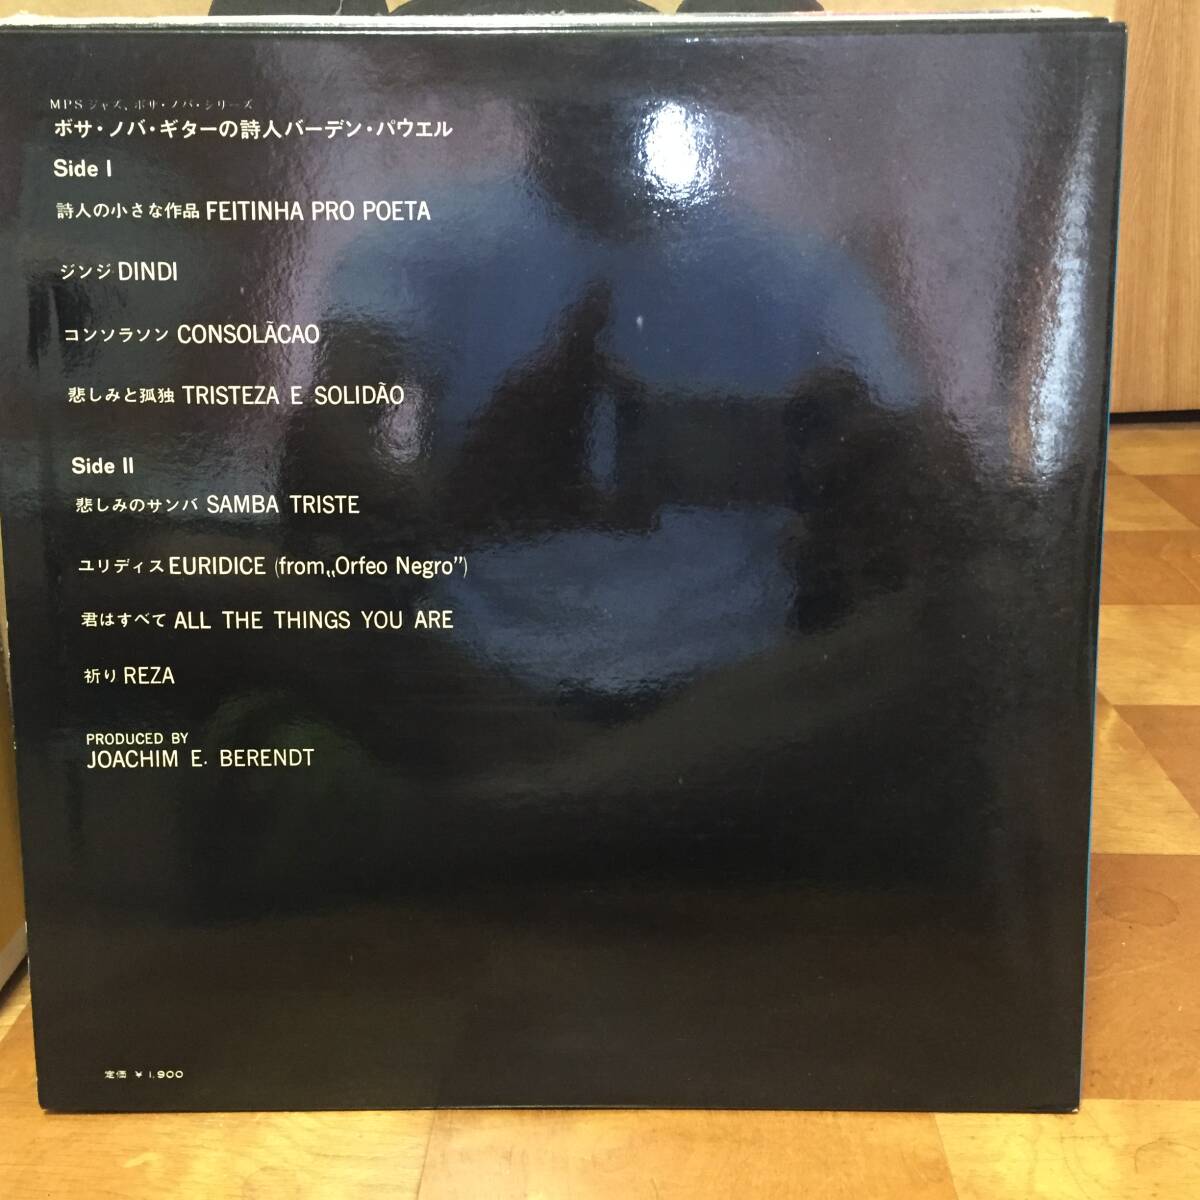 MPS ジャズ、ボサ・ノバ・シリーズ
ボサ・ノバ・ギターの詩人バーデン・パウエル
Side I
詩人の小さな作品 FEITINHA PRO POETA
ジンジ DINDI
コンソラソン CONSOLÃCAO
悲しみと孤独 TRISTEZA E SOLIDÃO
Side II
悲しみのサンバ SAMBA TRISTE
ユリディス EURIDICE (from„Orfeo Negro”)
君はすべて ALL THE THINGS YOU ARE
祈り REZA
PRODUCED BY
JOACHIM E. BERENDT
定価 ¥ 1,900